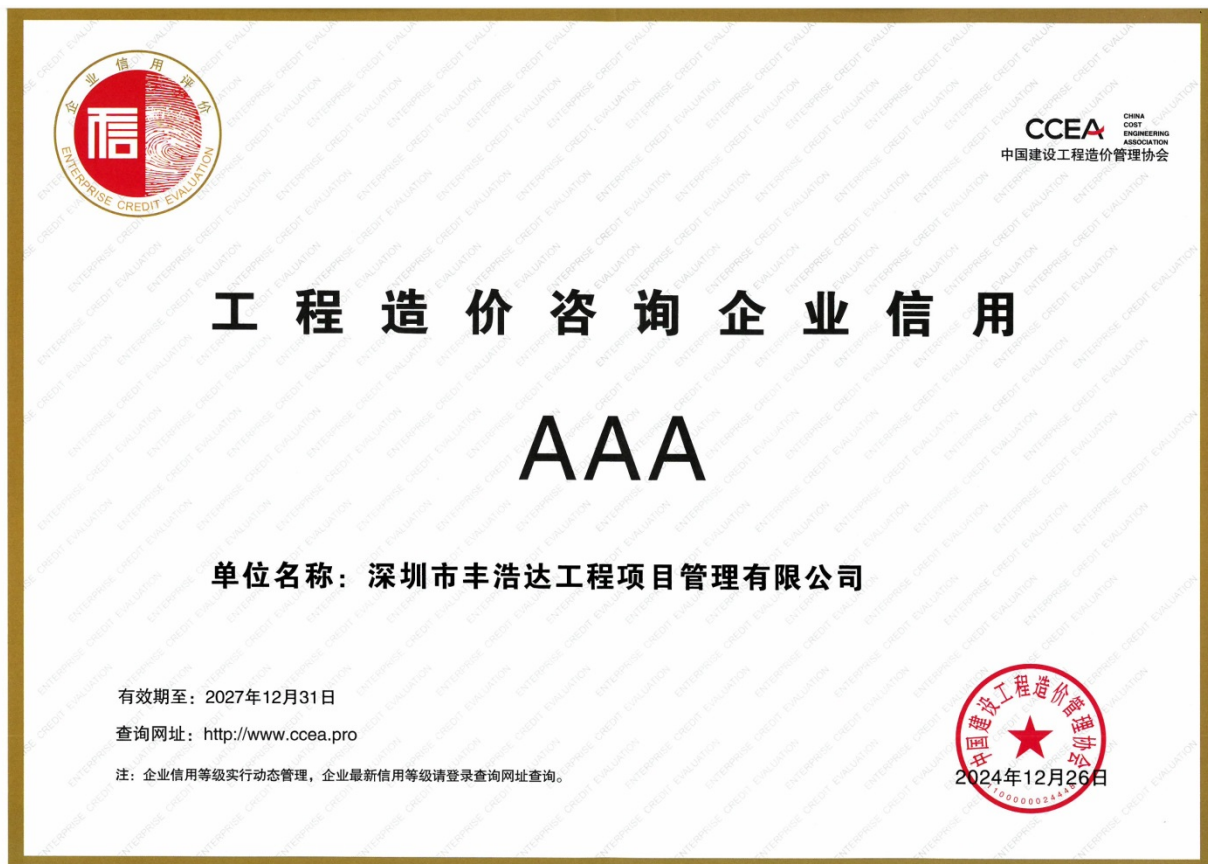 企业信用评价
信
ENTERPRISE CREDIT EVALUATION
CCEA
CHINA
COST
ENGINEERING
ASSOCIATION
中国建设工程造价管理协会
工程造价咨询企业信用
AAA
单位名称：深圳市丰浩达工程项目管理有限公司
有效期至：2027年12月31日
查询网址：http://www.ccea.pro
注：企业信用等级实行动态管理，企业最新信用等级请登录查询网址查询。
中国建设工程造价管理协会
2024年12月26日